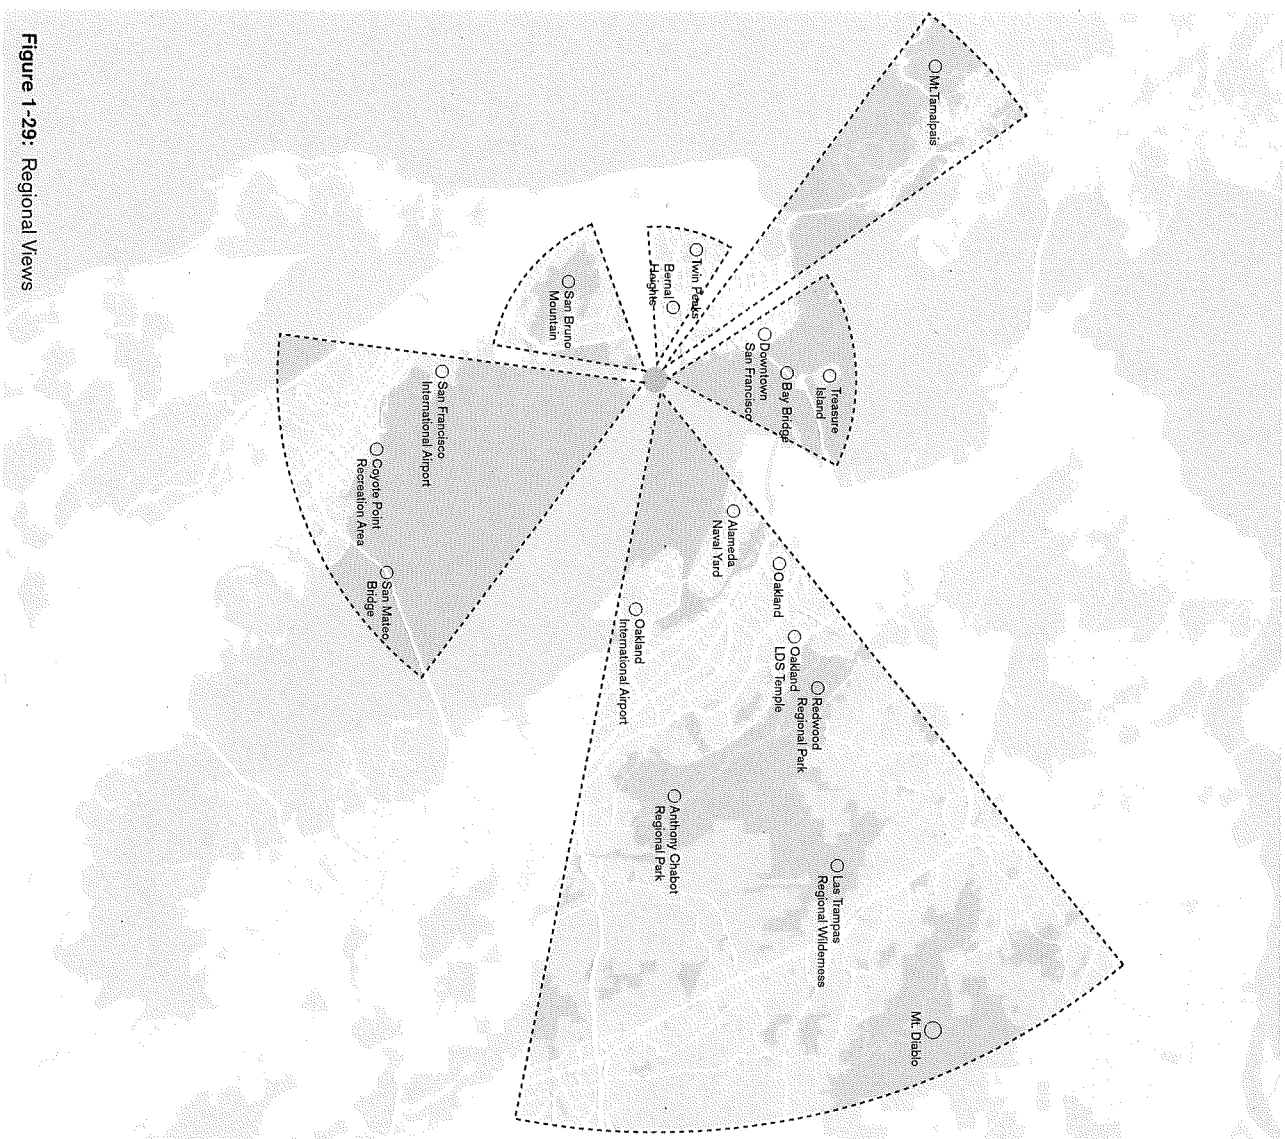 Mt.Tamalpais
Treasure
Island
Bay Bridge
Downtown
San Francisco
Twin Peaks
Bernal
Heights
San Bruno
Mountain
San Francisco
International Airport
Coyote Point
Recreation Area
San Mateo
Bridge
Alameda
Naval Yard
Oakland
Oakland
LDS Temple
Redwood
Regional Park
Oakland
International Airport
Anthony Chabot
Regional Park
Las Trampas
Regional Wilderness
Mt. Diablo
Figure 1-29: Regional Views